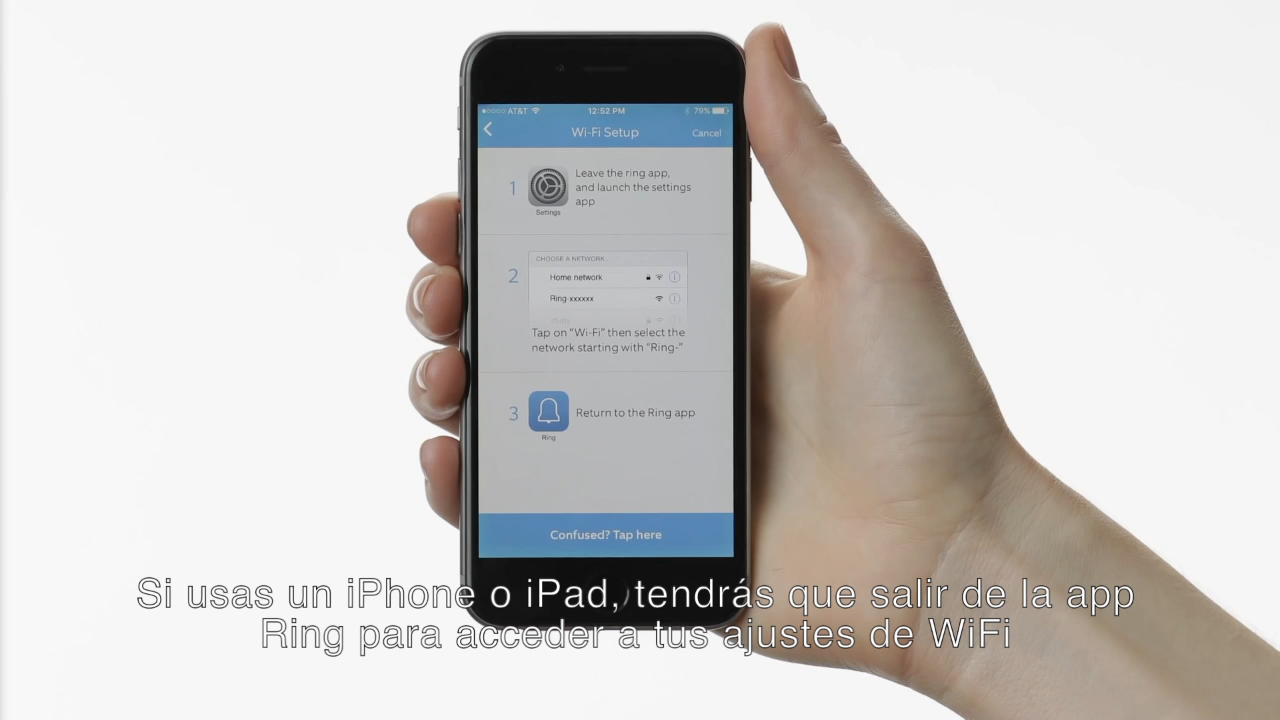 AT&T 12:52 PM 79%
Wi-Fi Setup Cancel
1 Leave the ring app,
and launch the settings
app
Settings
2 CHOOSE A NETWORK...
Home network
Ring-xxxxxx
Tap on "Wi-Fi" then select the
network starting with "Ring-"
3 Return to the Ring app
Ring
Confused? Tap here
Si usas un iPhone o iPad, tendrás que salir de la app
Ring para acceder a tus ajustes de WiFi